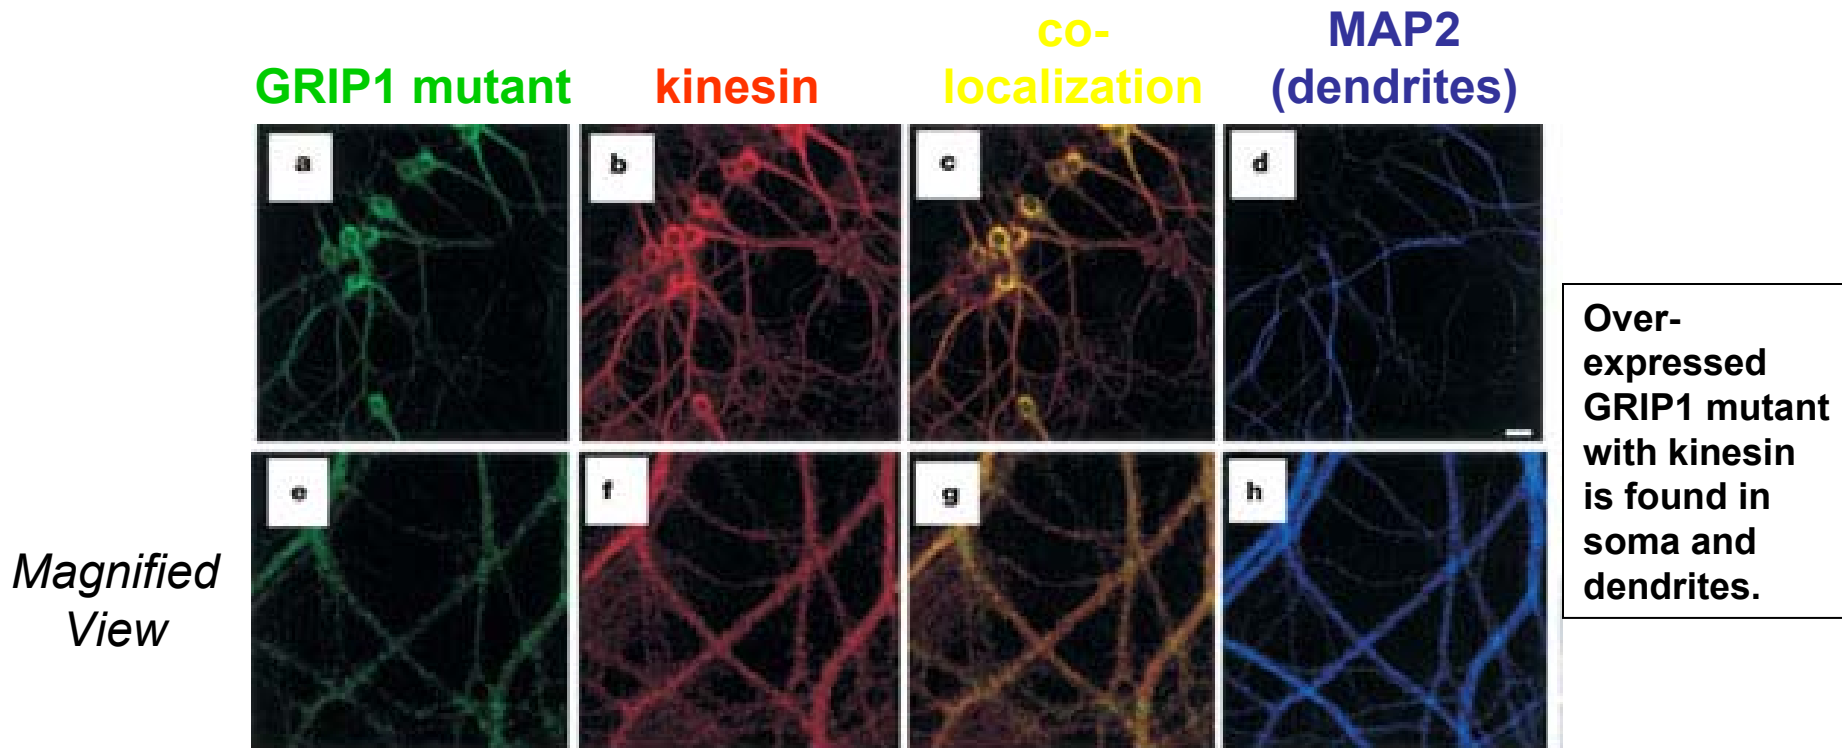 GRIP1 mutant
kinesin
co-
localization
MAP2
(dendrites)
a
b
c
d
Over-
expressed
GRIP1 mutant
with kinesin
is found in
soma and
dendrites.
Magnified
View
e
f
g
h